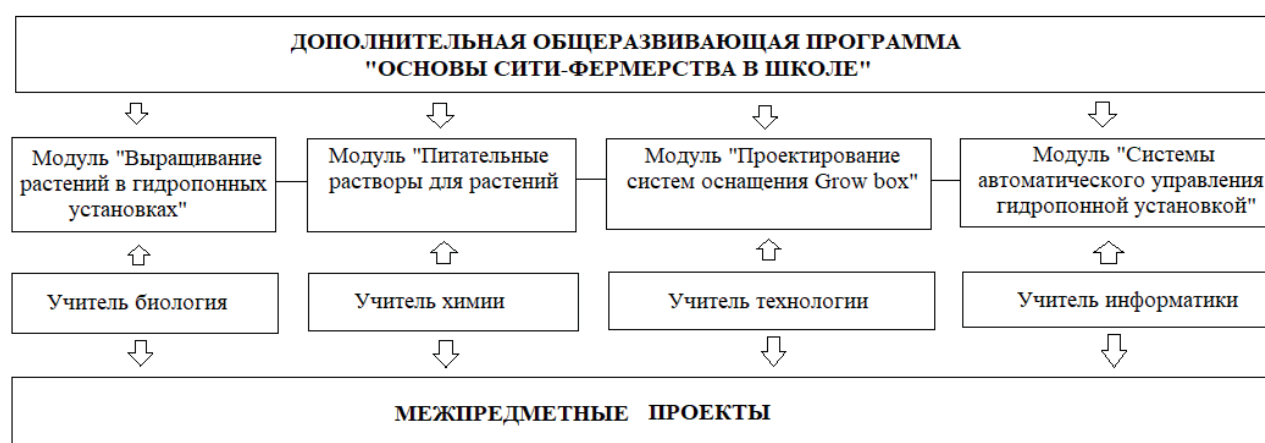 ДОПОЛНИТЕЛЬНАЯ ОБЩЕРАЗВИВАЮЩАЯ ПРОГРАММА
"ОСНОВЫ СИТИ-ФЕРМЕРСТВА В ШКОЛЕ"
Модуль "Выращивание
растений в гидропонных
установках"
Модуль "Питательные
растворы для растений
Модуль "Проектирование
систем оснащения Grow box"
Модуль "Системы
автоматического управления
гидропонной установкой"
Учитель биология
Учитель химии
Учитель технологии
Учитель информатики
МЕЖПРЕДМЕТНЫЕ ПРОЕКТЫ